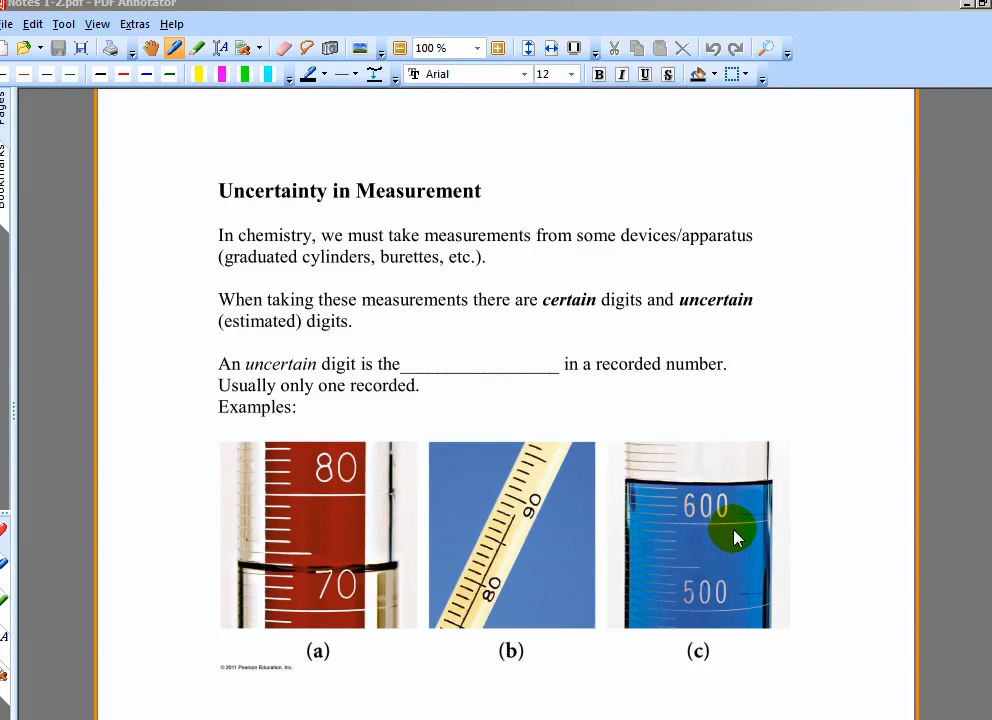 Notes 1-2.pdf - PDF Annotator
File Edit Tool View Extras Help
100 %
Arial 12 B I U S
Pages
Bookmarks
Uncertainty in Measurement
In chemistry, we must take measurements from some devices/apparatus
(graduated cylinders, burettes, etc.).
When taking these measurements there are certain digits and uncertain
(estimated) digits.
An uncertain digit is the_________________ in a recorded number.
Usually only one recorded.
Examples:
80
70
90
80
600
500
(a) (b) (c)
© 2011 Pearson Education, Inc.